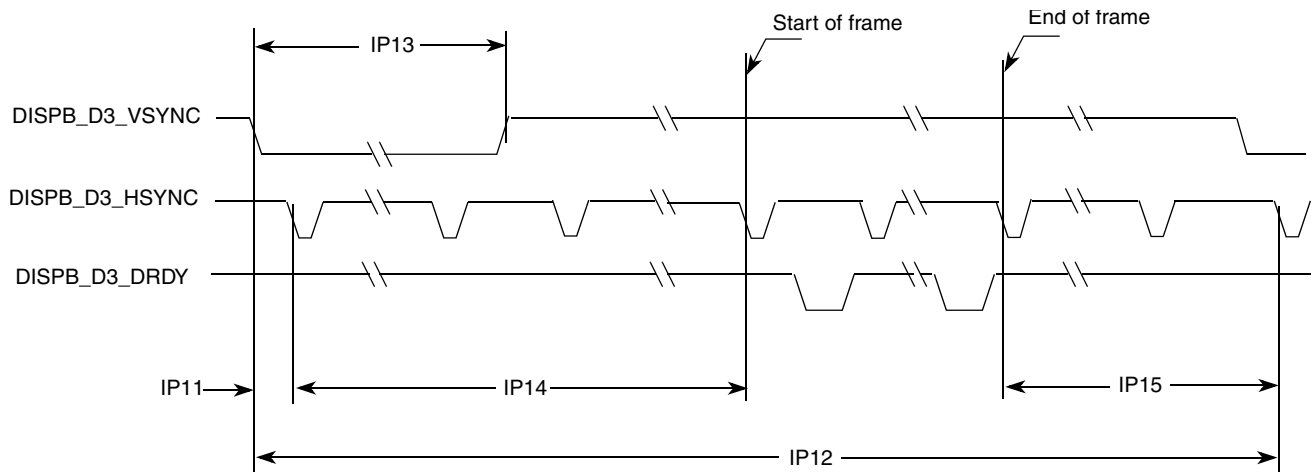 Start of frame
End of frame
IP13
DISPB_D3_VSYNC
DISPB_D3_HSYNC
DISPB_D3_DRDY
IP11
IP14
IP15
IP12